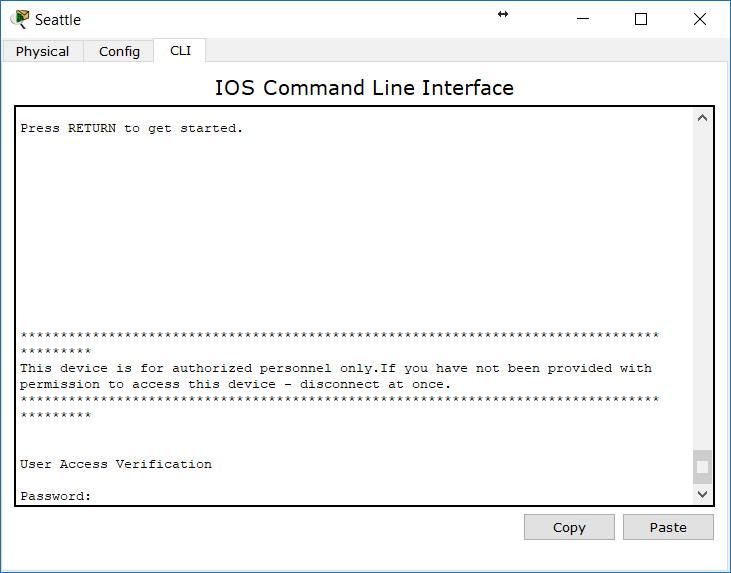 Seattle
Physical Config CLI
IOS Command Line Interface
Press RETURN to get started.
********************************************************************************
*********
This device is for authorized personnel only.If you have not been provided with
permission to access this device - disconnect at once.
********************************************************************************
*********
User Access Verification
Password:
Copy Paste